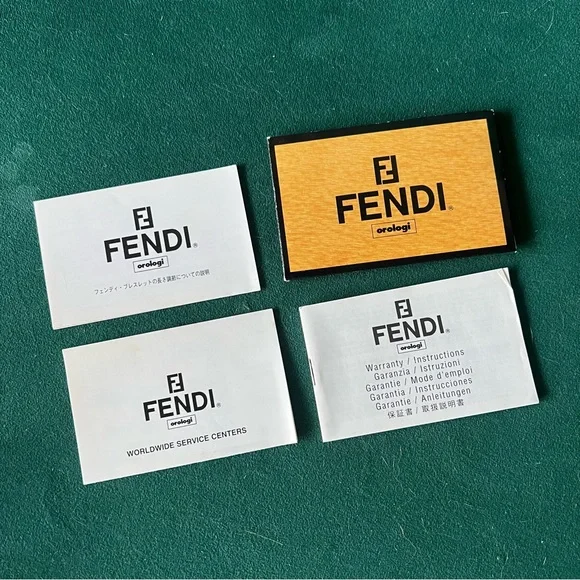 FENDI®
orologi
フェンディ・ブレスレットの長さ調節についての説明
FENDI®
orologi
FENDI®
orologi
WORLDWIDE SERVICE CENTERS
FENDI®
orologi
Warranty / Instructions
Garanzia / Istruzioni
Garantie / Mode d'emploi
Garantia / Instrucciones
Garantie / Anleitungen
保証書 / 取扱説明書